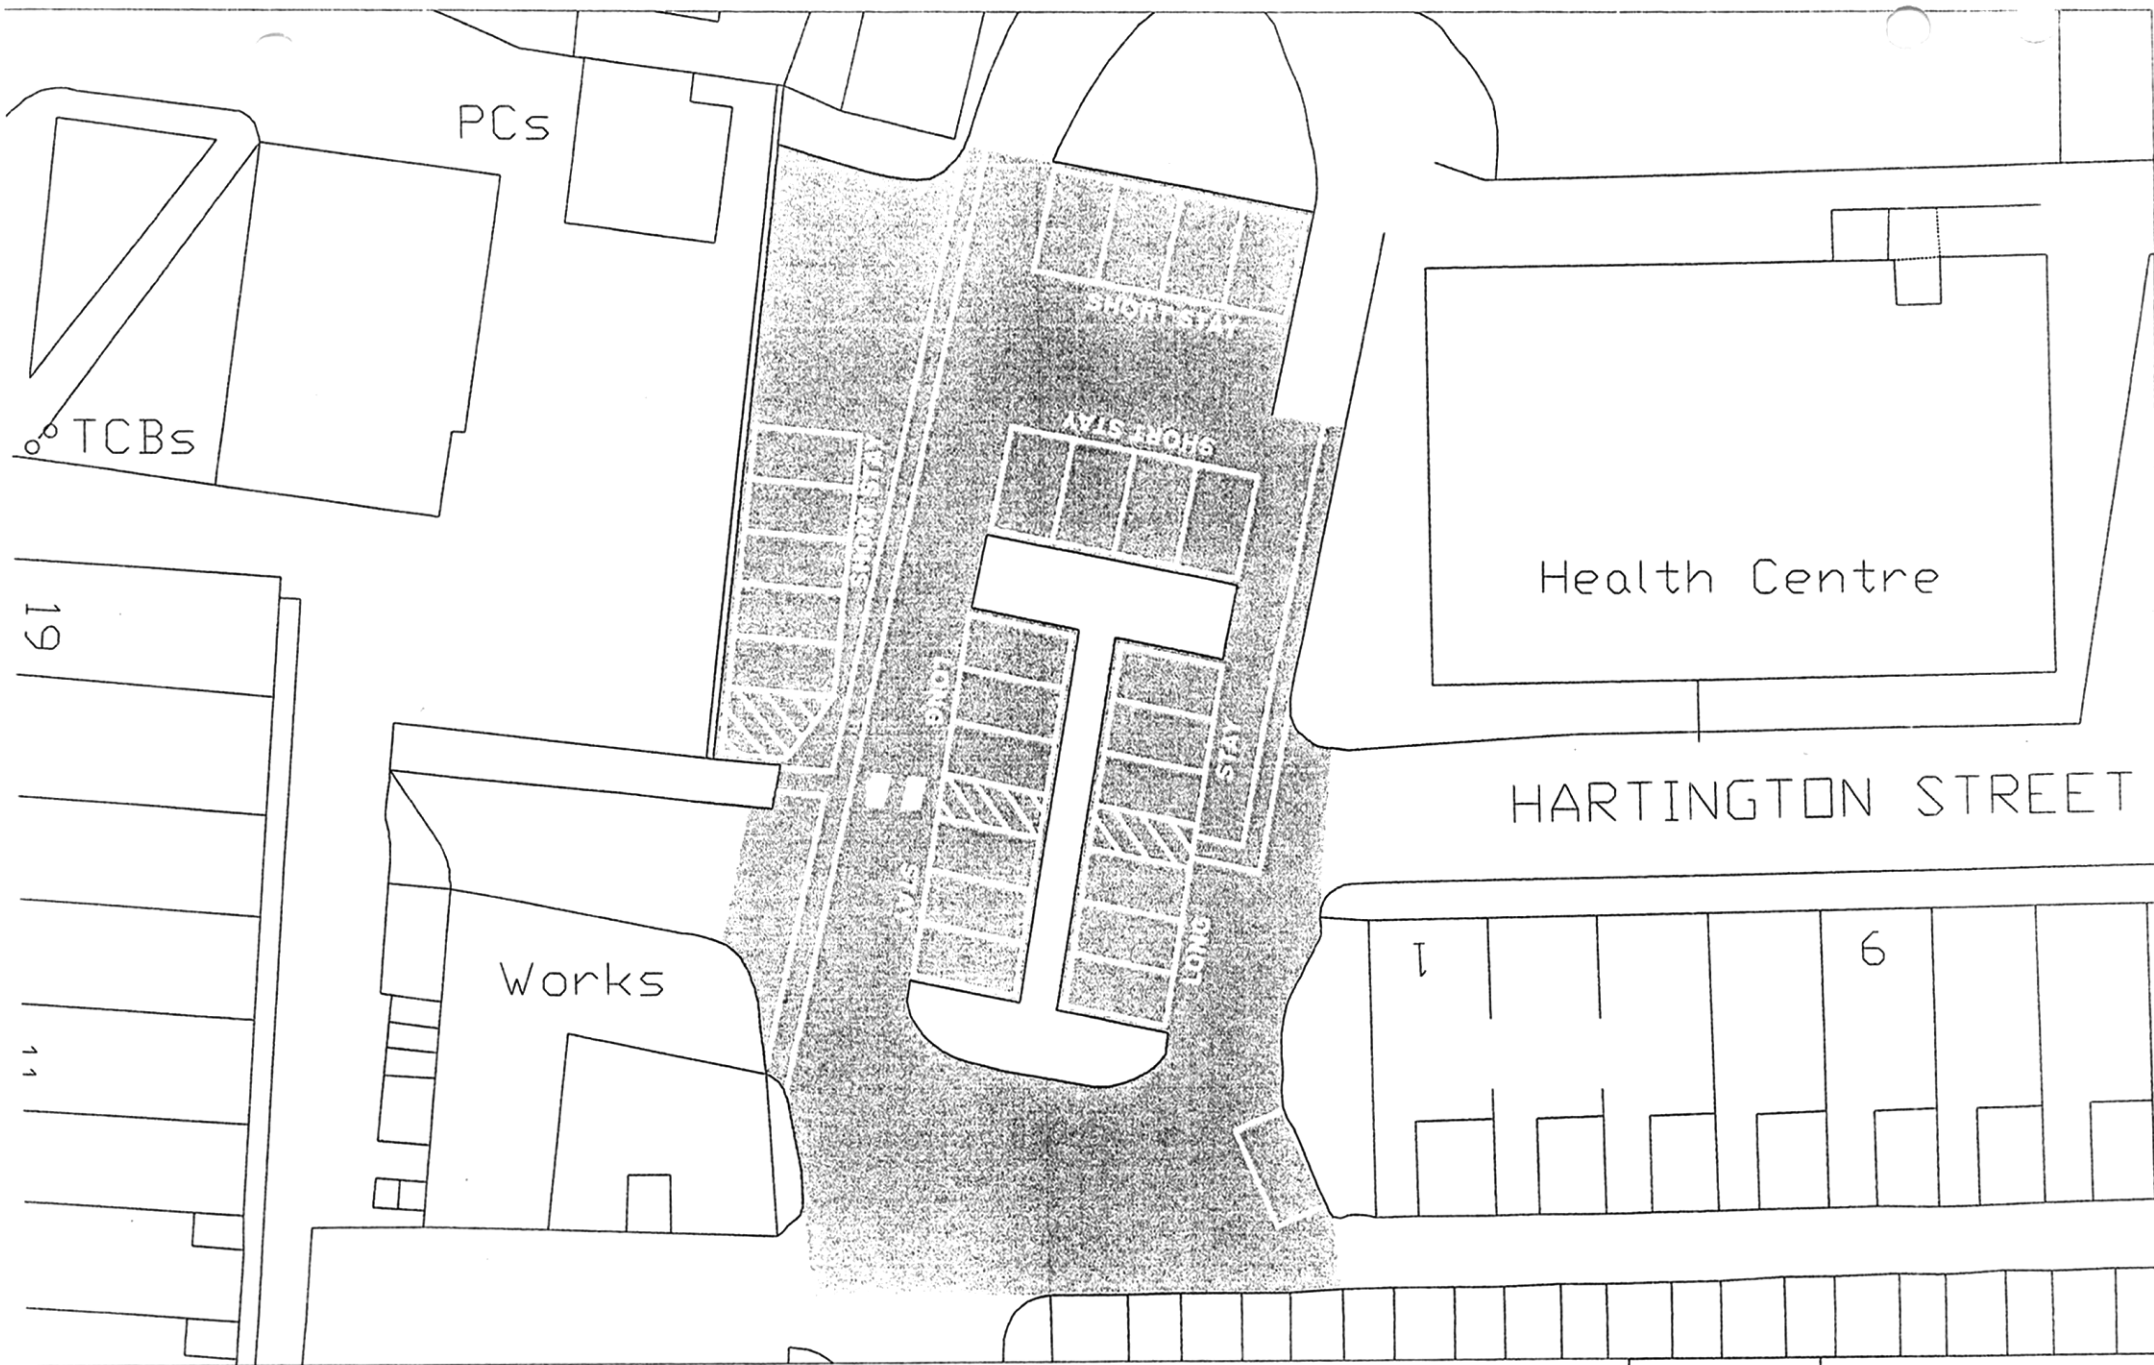 PCs
SHORT STAY
SHORT STAY
TCBs
SHORT STAY
Health Centre
19
LONG
STAY
HARTINGTON STREET
STAY
LONG
1
9
Works
11